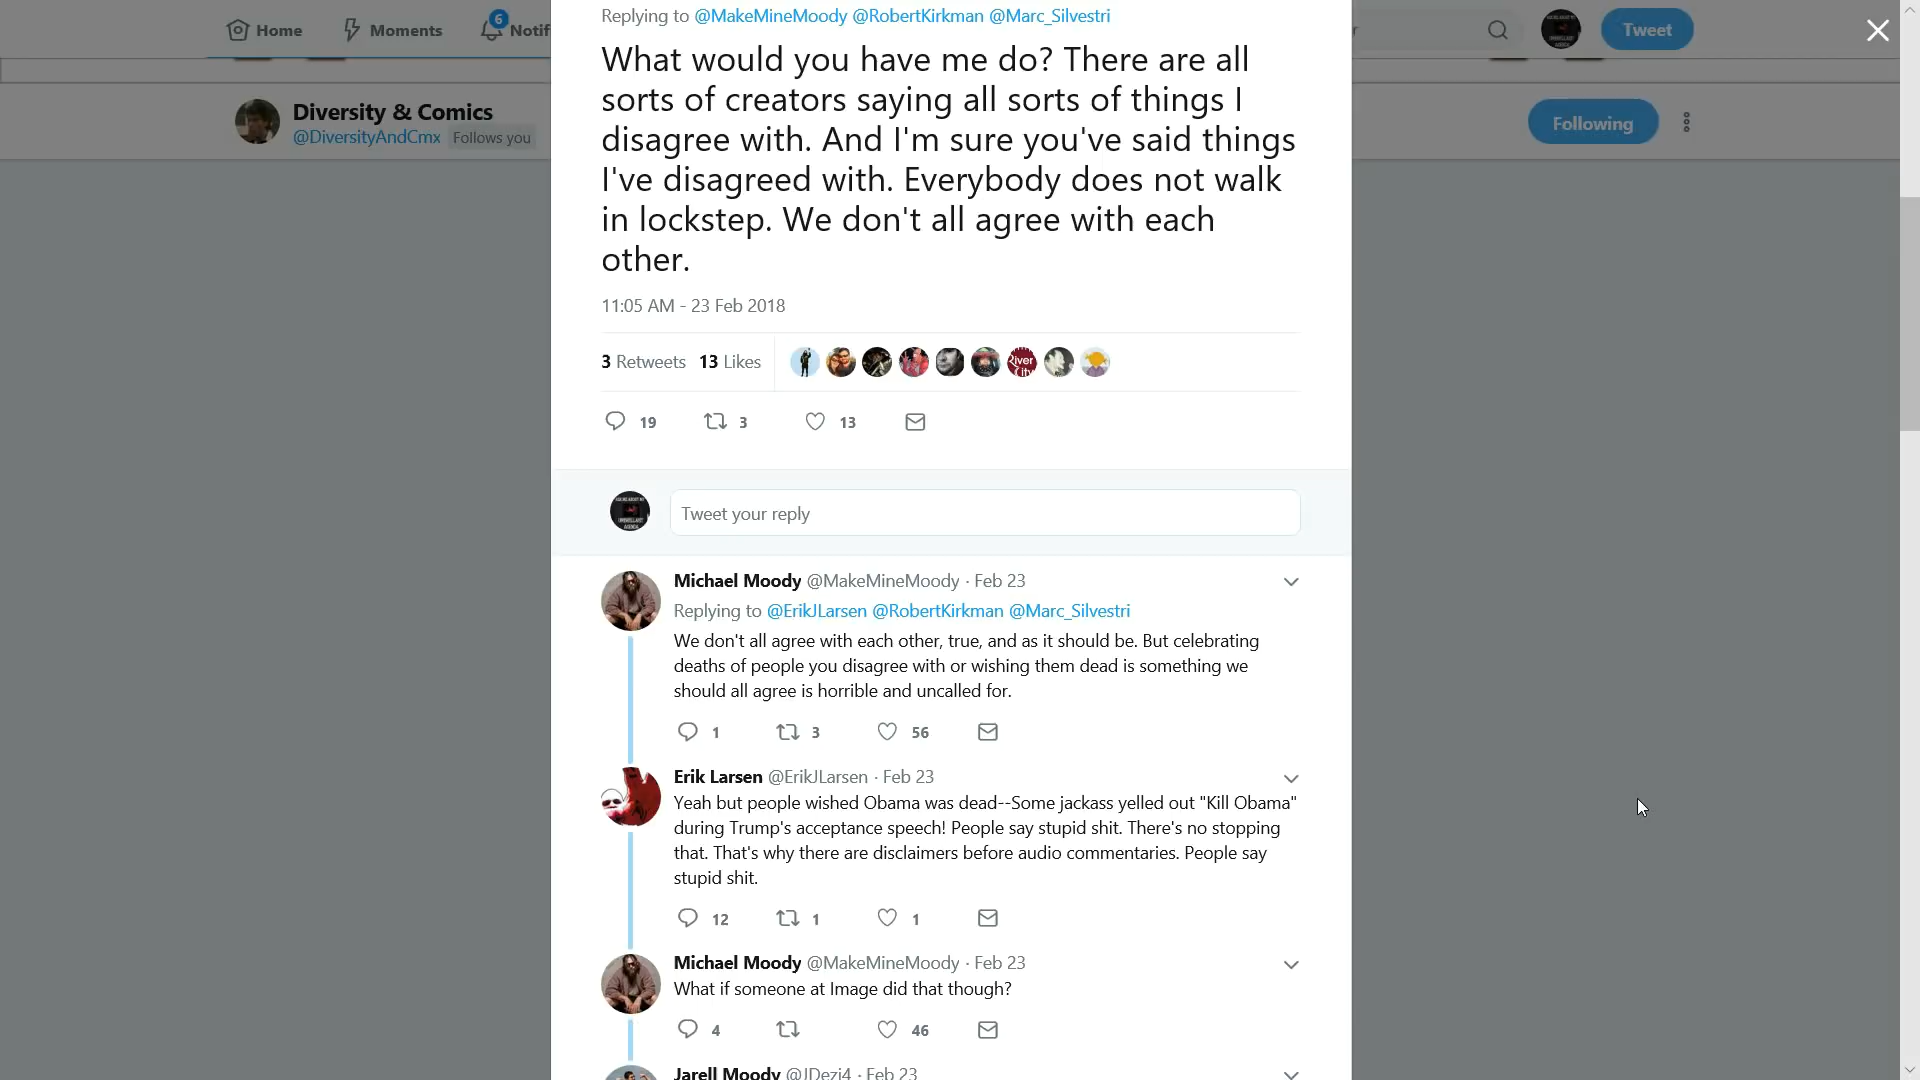 Replying to @MakeMineMoody @RobertKirkman @Marc_Silvestri
Home
Moments
6
Notif
Tweet
What would you have me do? There are all
sorts of creators saying all sorts of things I
disagree with. And I'm sure you've said things
I've disagreed with. Everybody does not walk
in lockstep. We don't all agree with each
other.
Diversity & Comics
@DiversityAndCmx Follows you
Following
11:05 AM - 23 Feb 2018
3 Retweets 13 Likes
River City
19 3 13
Tweet your reply
Michael Moody @MakeMineMoody · Feb 23
Replying to @ErikJLarsen @RobertKirkman @Marc_Silvestri
We don't all agree with each other, true, and as it should be. But celebrating
deaths of people you disagree with or wishing them dead is something we
should all agree is horrible and uncalled for.
1 3 56
Erik Larsen @ErikJLarsen · Feb 23
Yeah but people wished Obama was dead--Some jackass yelled out "Kill Obama"
during Trump's acceptance speech! People say stupid shit. There's no stopping
that. That's why there are disclaimers before audio commentaries. People say
stupid shit.
12 1 1
Michael Moody @MakeMineMoody · Feb 23
What if someone at Image did that though?
4 46
Jarell Moody @JDezi4 · Feb 23